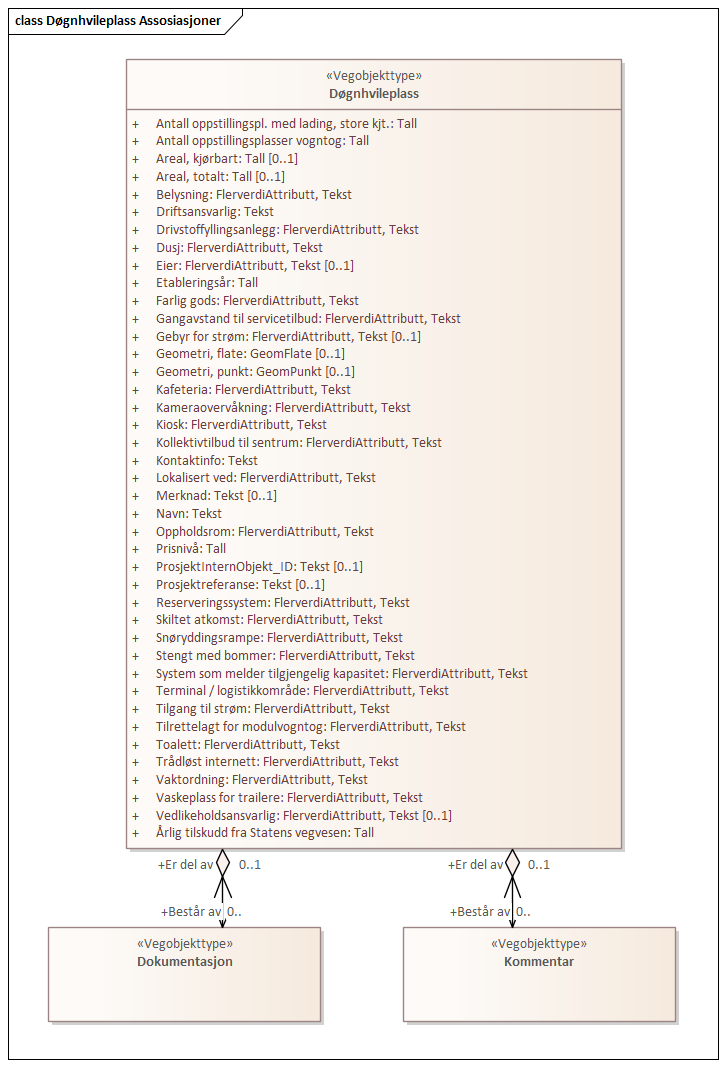 class Døgnhvileplass Assosiasjoner
«Vegobjekttype»
Døgnhvileplass
+ Antall oppstillingspl. med lading, store kjt.: Tall
+ Antall oppstillingsplasser vogntog: Tall
+ Areal, kjørbart: Tall [0..1]
+ Areal, totalt: Tall [0..1]
+ Belysning: FlerverdiAttributt, Tekst
+ Driftsansvarlig: Tekst
+ Drivstoffyllingsanlegg: FlerverdiAttributt, Tekst
+ Dusj: FlerverdiAttributt, Tekst
+ Eier: FlerverdiAttributt, Tekst [0..1]
+ Etableringsår: Tall
+ Farlig gods: FlerverdiAttributt, Tekst
+ Gangavstand til servicetilbud: FlerverdiAttributt, Tekst
+ Gebyr for strøm: FlerverdiAttributt, Tekst [0..1]
+ Geometri, flate: GeomFlate [0..1]
+ Geometri, punkt: GeomPunkt [0..1]
+ Kafeteria: FlerverdiAttributt, Tekst
+ Kameraovervåkning: FlerverdiAttributt, Tekst
+ Kiosk: FlerverdiAttributt, Tekst
+ Kollektivtilbud til sentrum: FlerverdiAttributt, Tekst
+ Kontaktinfo: Tekst
+ Lokalisert ved: FlerverdiAttributt, Tekst
+ Merknad: Tekst [0..1]
+ Navn: Tekst
+ Oppholdsrom: FlerverdiAttributt, Tekst
+ Prisnivå: Tall
+ ProsjektInternObjekt_ID: Tekst [0..1]
+ Prosjektreferanse: Tekst [0..1]
+ Reserveringssystem: FlerverdiAttributt, Tekst
+ Skiltet atkomst: FlerverdiAttributt, Tekst
+ Snøryddingsrampe: FlerverdiAttributt, Tekst
+ Stengt med bommer: FlerverdiAttributt, Tekst
+ System som melder tilgjengelig kapasitet: FlerverdiAttributt, Tekst
+ Terminal / logistikkområde: FlerverdiAttributt, Tekst
+ Tilgang til strøm: FlerverdiAttributt, Tekst
+ Tilrettelagt for modulvogntog: FlerverdiAttributt, Tekst
+ Toalett: FlerverdiAttributt, Tekst
+ Trådløst internett: FlerverdiAttributt, Tekst
+ Vaktordning: FlerverdiAttributt, Tekst
+ Vaskeplass for trailere: FlerverdiAttributt, Tekst
+ Vedlikeholdsansvarlig: FlerverdiAttributt, Tekst [0..1]
+ Årlig tilskudd fra Statens vegvesen: Tall
+Er del av 0..1
+Er del av 0..1
+Består av 0..
+Består av 0..
«Vegobjekttype»
Dokumentasjon
«Vegobjekttype»
Kommentar